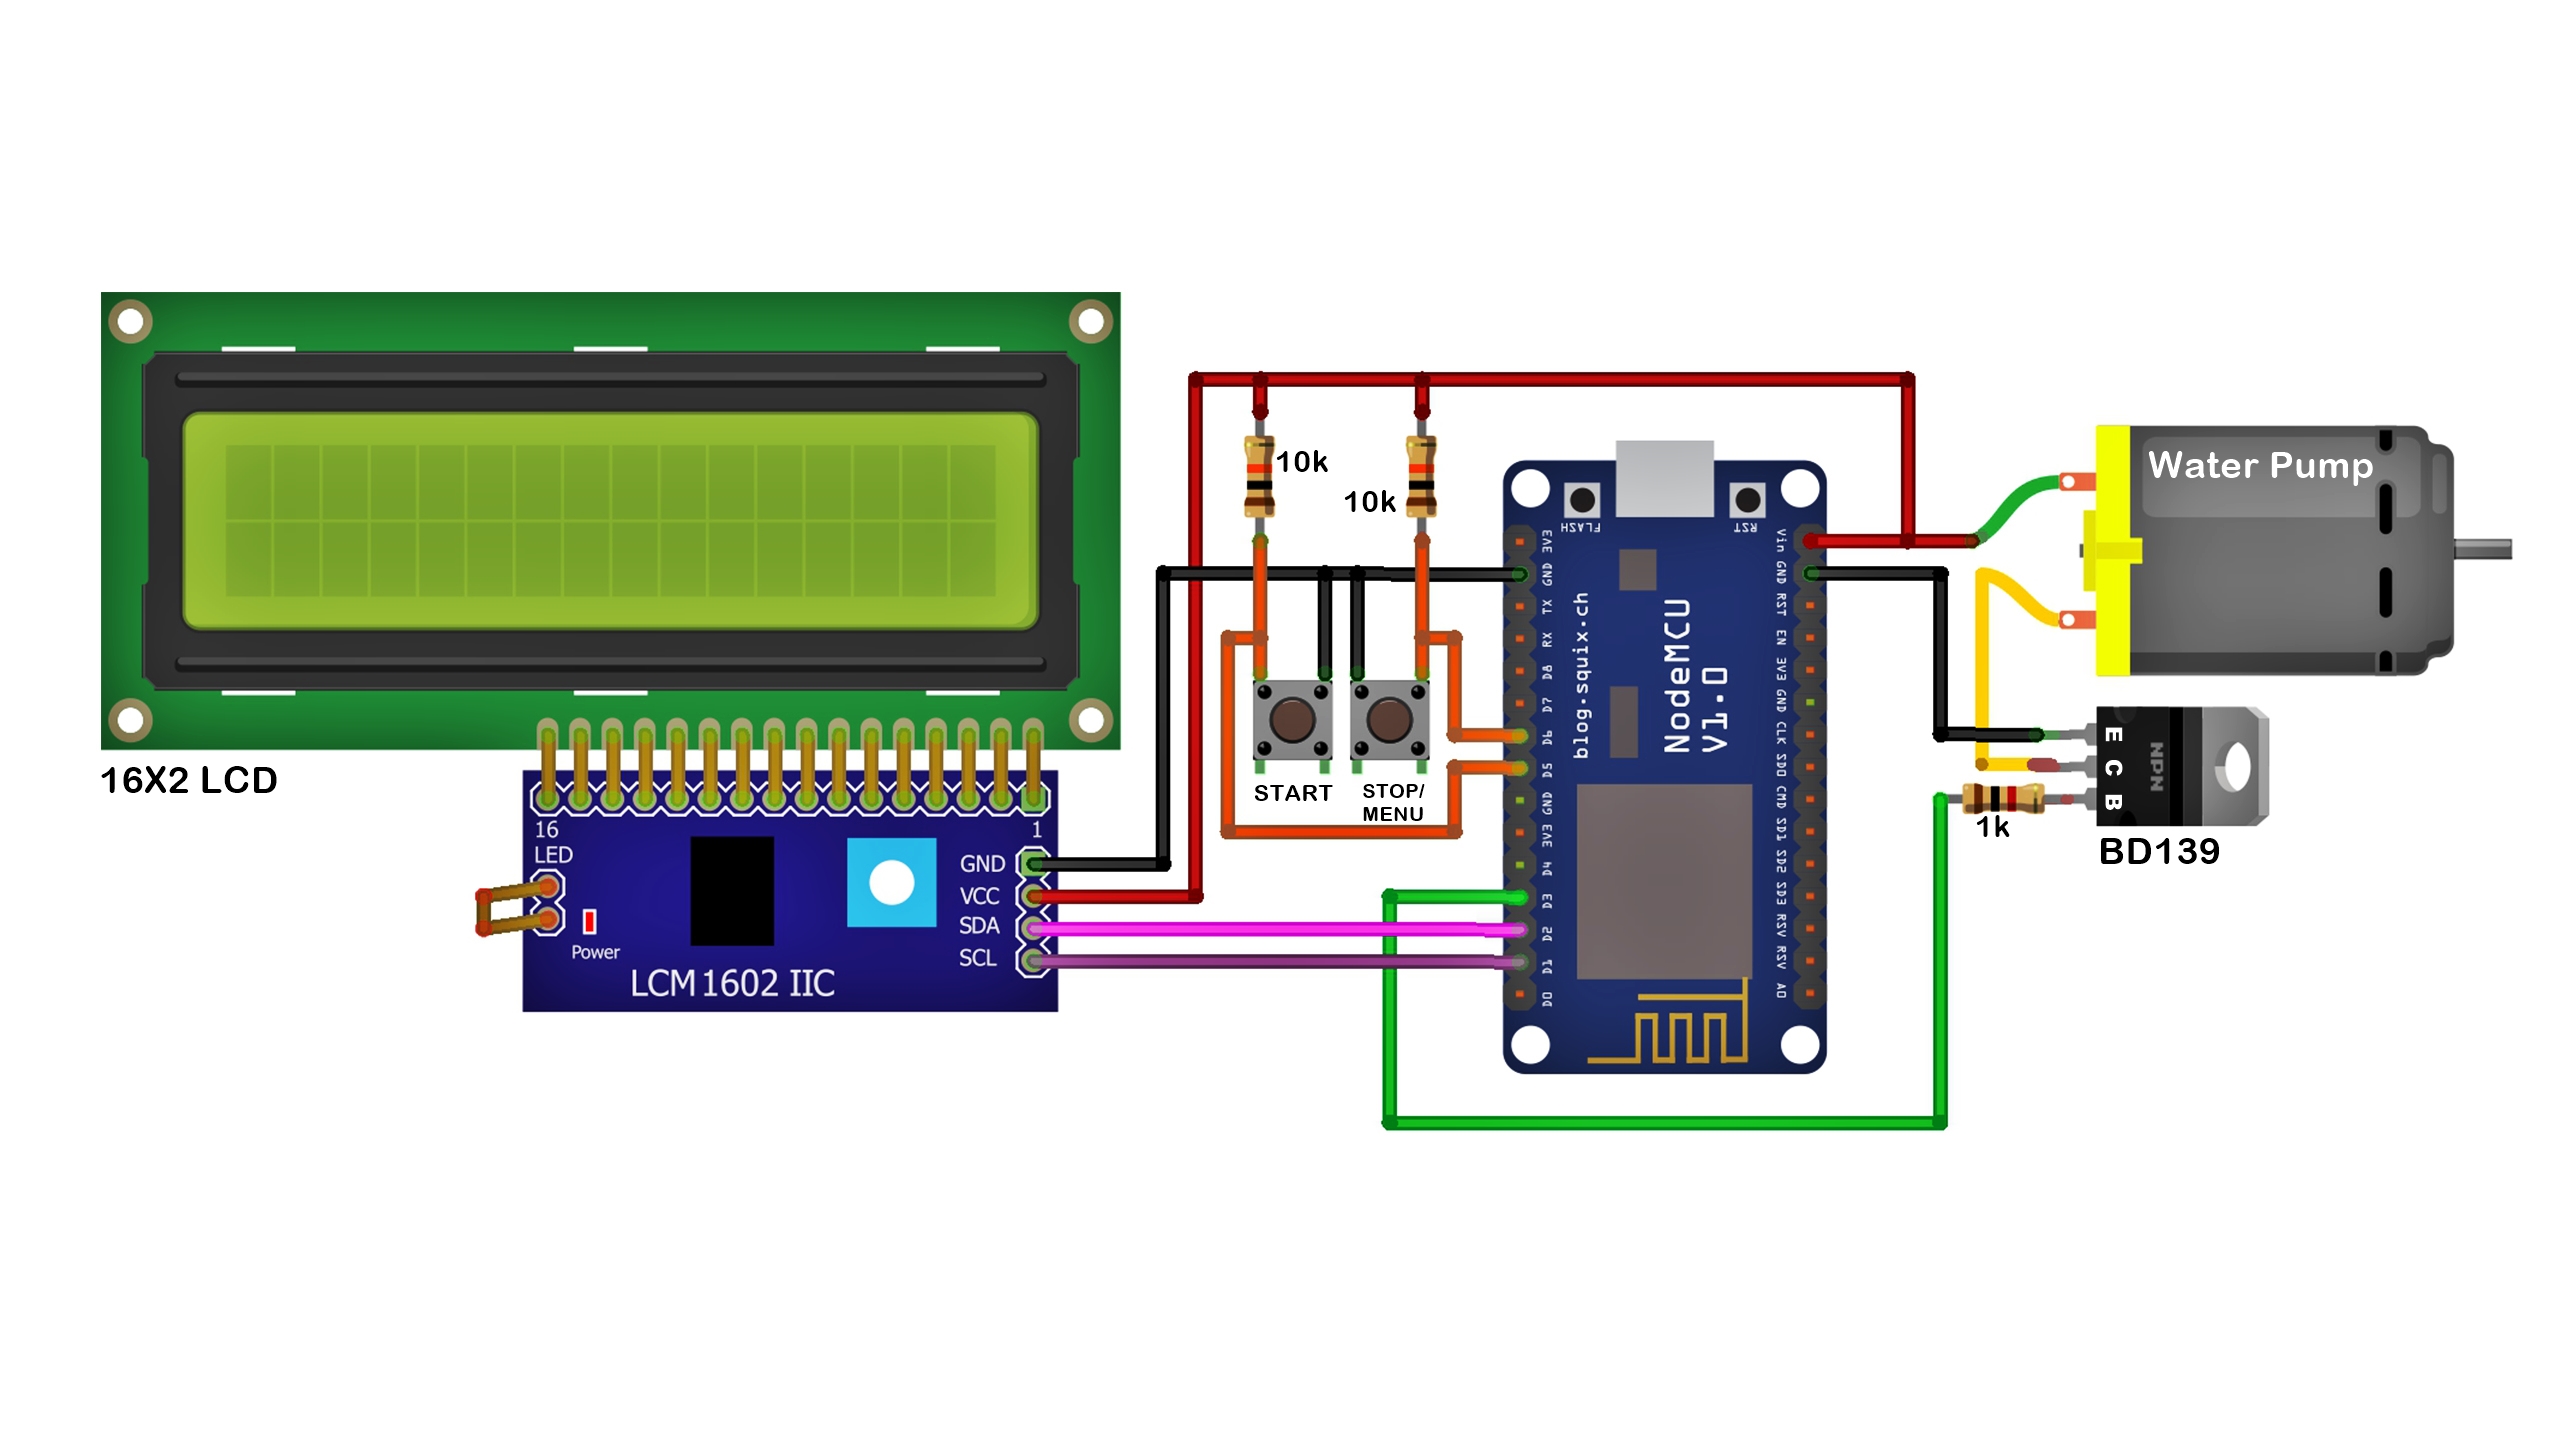 16X2 LCD
16
1
LED
Power
GND
VCC
SDA
SCL
LCM 1602 IIC
10k
10k
START
STOP/
MENU
FLASH
RST
3V3
GND
TX
RX
D8
D7
D6
D5
GND
3V3
D4
D3
D2
D1
D0
blog.squix.ch
NodeMCU
V1.0
Vin
GND
RST
EN
3V3
GND
CLK
SD0
CMD
SD1
SD2
SD3
RSV
RSV
A0
Water Pump
E
C
B
NPN
1k
BD139